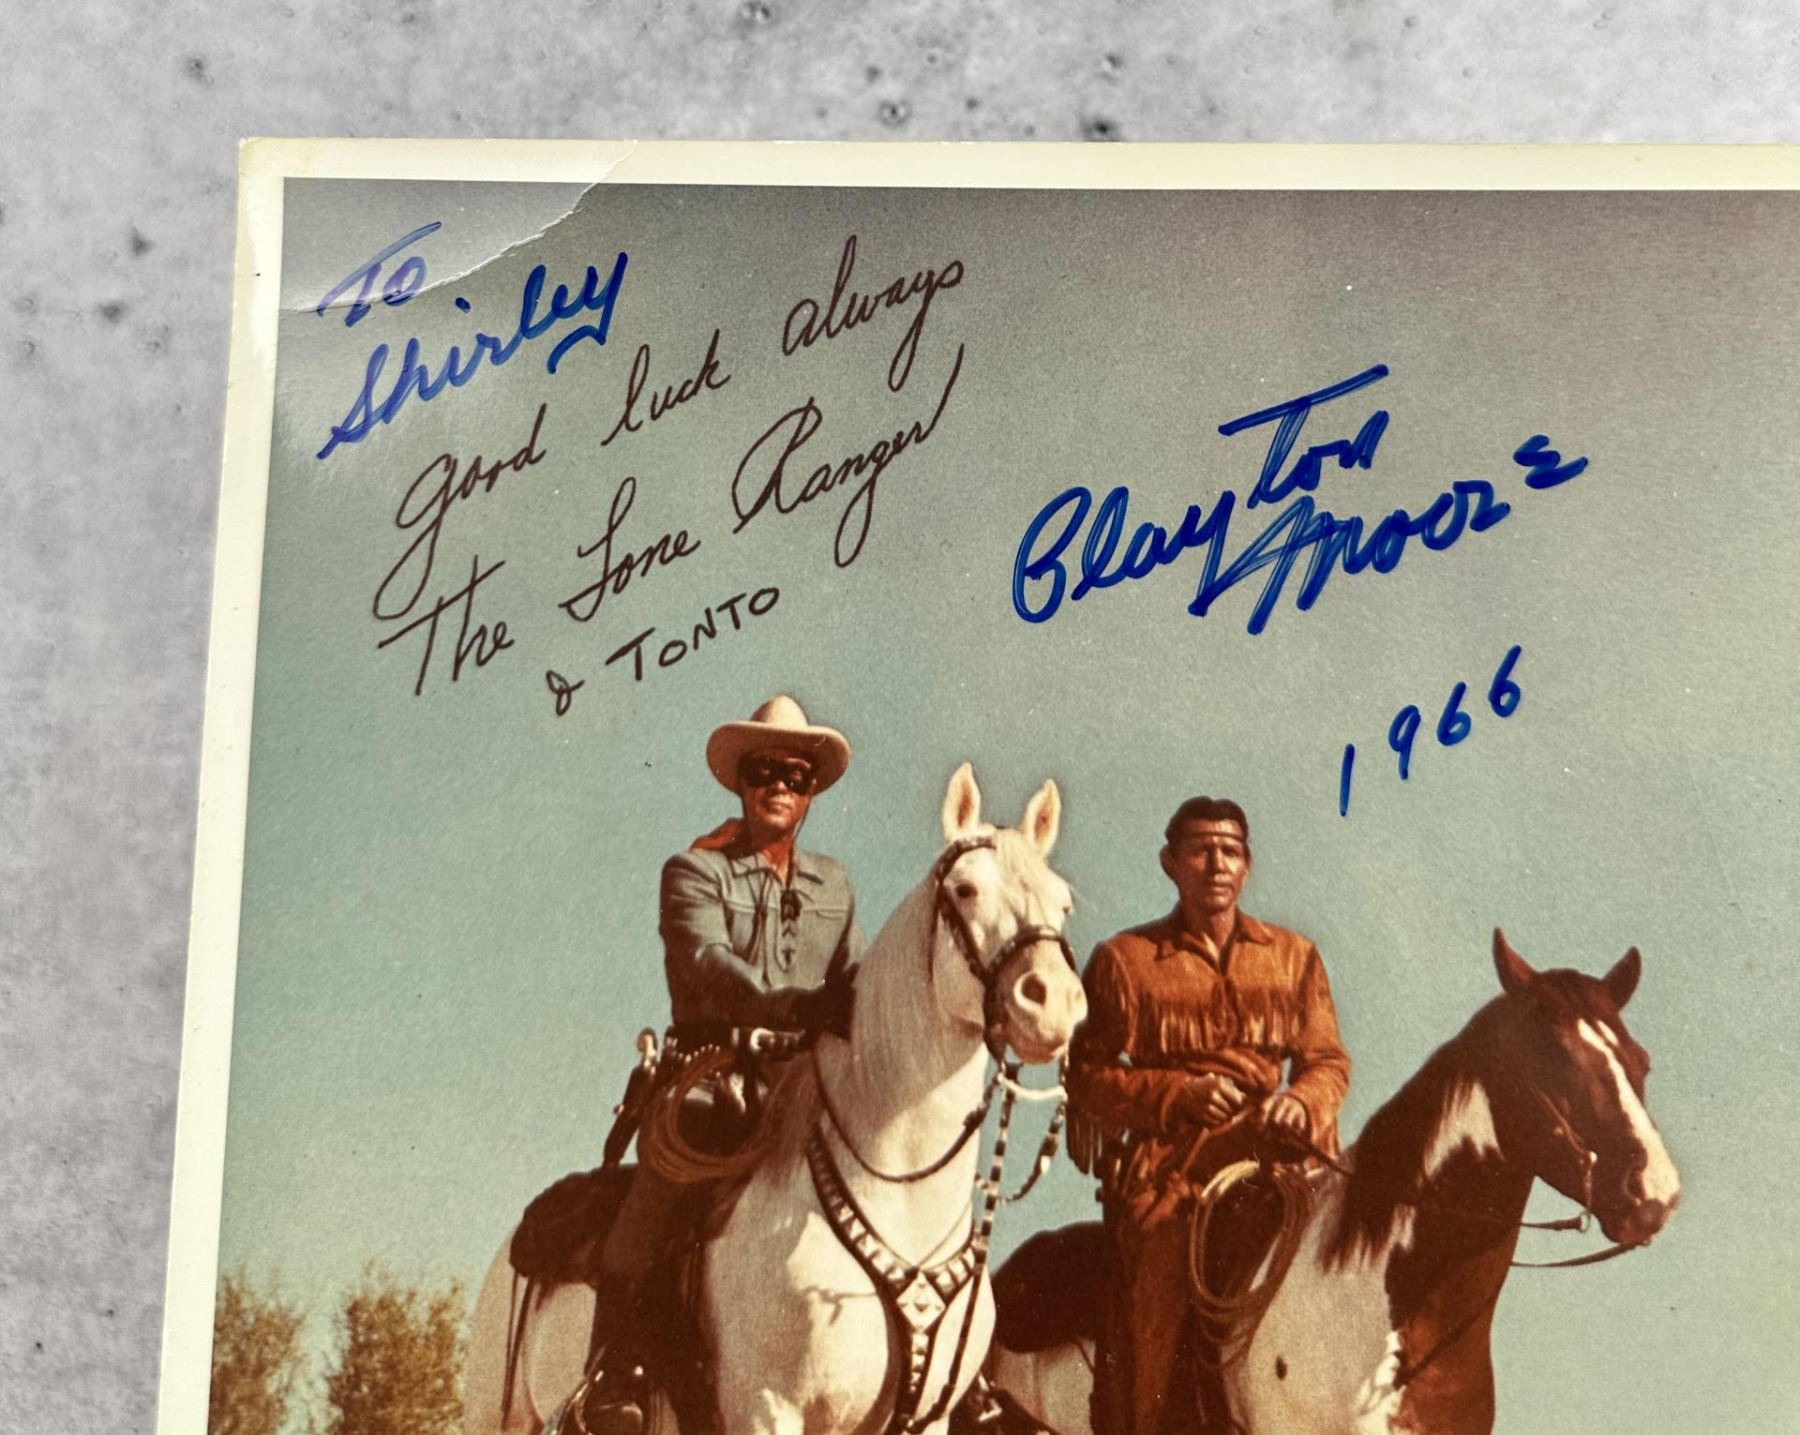 To
Shirley
Good luck always
The Lone Ranger
& TONTO
Clayton
Moore
1966